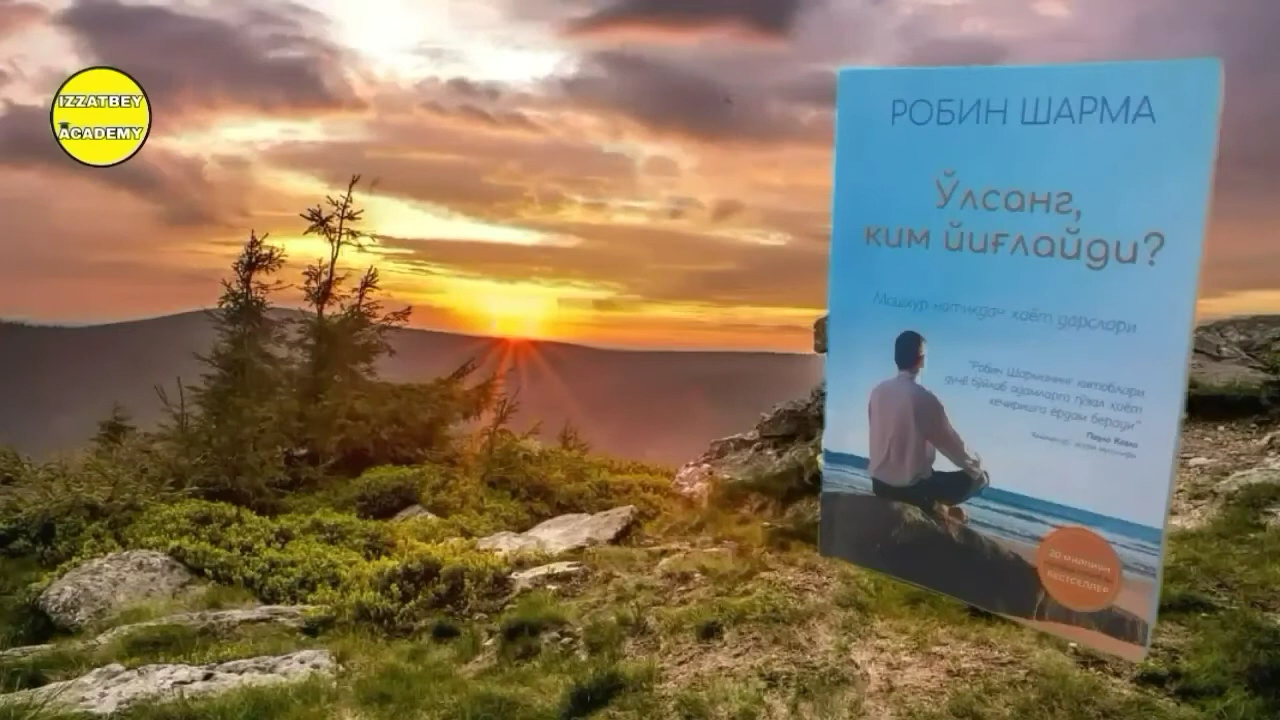 IZZATBEY
ACADEMY
РОБИН ШАРМА
Ўлсанг,
ким йиғлайди?
Машҳур нотиқдан ҳаёт дарслари
"Робин Шарманинг китоблари
дунё бўйлаб одамларга гўзал ҳаёт
кечиришга ёрдам беради"
Пауло Коэльо
БЕСТСЕЛЛЕР